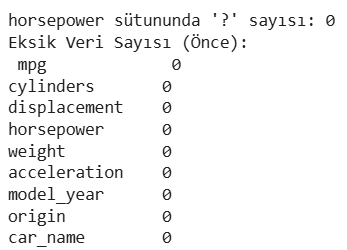 horsepower sütununda '?' sayısı: 0
Eksik Veri Sayısı (Önce):
 mpg             0
cylinders       0
displacement    0
horsepower      0
weight          0
acceleration    0
model_year      0
origin          0
car_name        0